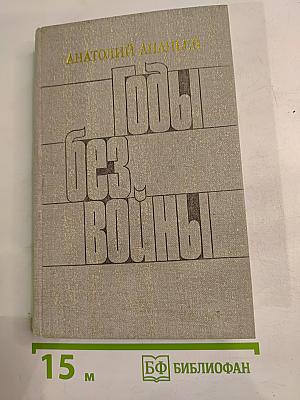 АНАТОЛИЙ АНАНЬЕВ
Годы
без
войны
15 м
БФ БИБЛИОФАН